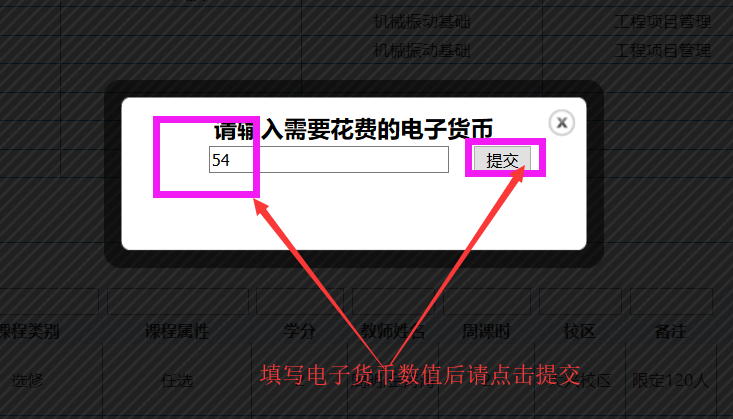 机械振动基础 工程项目管理
机械振动基础 工程项目管理
请输入需要花费的电子货币
54 提交
课程类别 课程属性 学分 教师姓名 周课时 校区 备注
选修 任选 校区 限定120人
填写电子货币数值后请点击提交